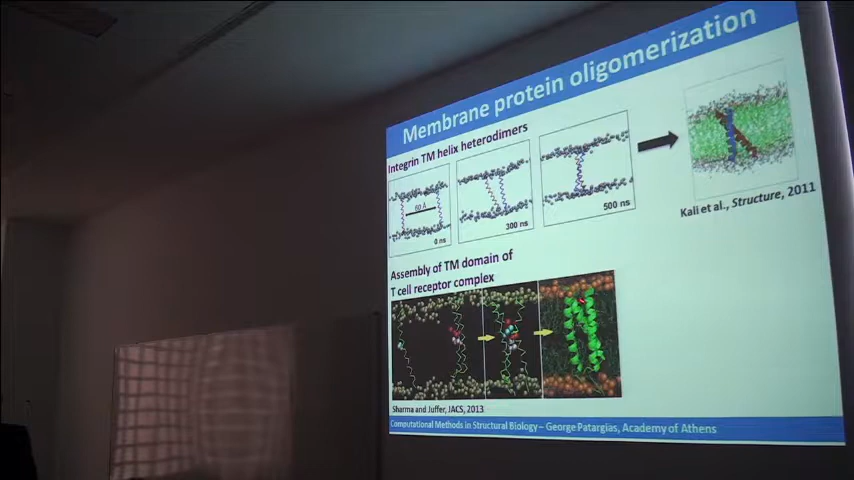 Membrane protein oligomerization
Integrin TM helix heterodimers
60 Å
0 ns
300 ns
500 ns
Kali et al., Structure, 2011
Assembly of TM domain of
T cell receptor complex
Sharma and Juffer, JACS, 2013
Computational Methods in Structural Biology – George Patargias, Academy of Athens